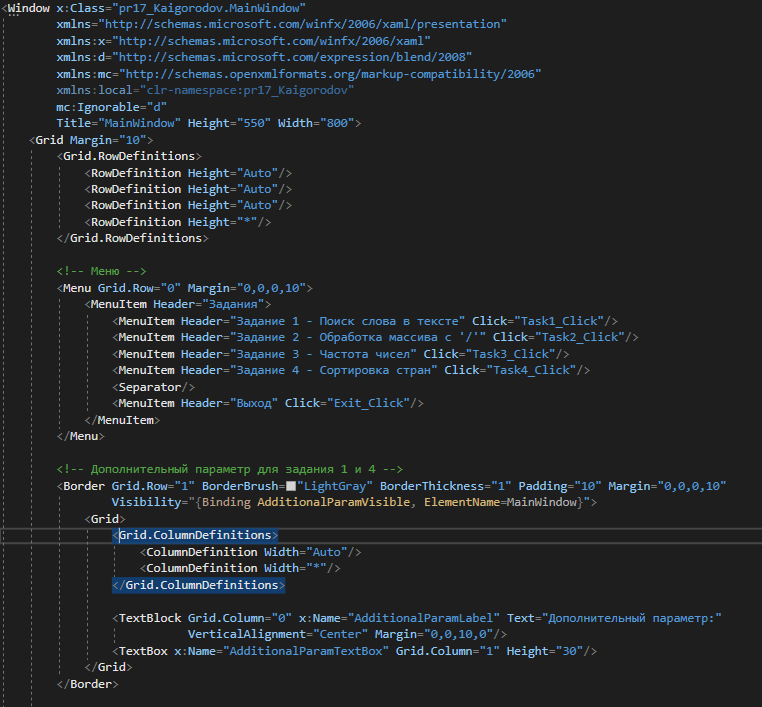 <Window x:Class="pr17_Kaigorodov.MainWindow"
xmlns="http://schemas.microsoft.com/winfx/2006/xaml/presentation"
xmlns:x="http://schemas.microsoft.com/winfx/2006/xaml"
xmlns:d="http://schemas.microsoft.com/expression/blend/2008"
xmlns:mc="http://schemas.openxmlformats.org/markup-compatibility/2006"
xmlns:local="clr-namespace:pr17_Kaigorodov"
mc:Ignorable="d"
Title="MainWindow" Height="550" Width="800">
<Grid Margin="10">
<Grid.RowDefinitions>
<RowDefinition Height="Auto"/>
<RowDefinition Height="Auto"/>
<RowDefinition Height="Auto"/>
<RowDefinition Height="*"/>
</Grid.RowDefinitions>
<!-- Меню -->
<Menu Grid.Row="0" Margin="0,0,0,10">
<MenuItem Header="Задания">
<MenuItem Header="Задание 1 - Поиск слова в тексте" Click="Task1_Click"/>
<MenuItem Header="Задание 2 - Обработка массива с '/'" Click="Task2_Click"/>
<MenuItem Header="Задание 3 - Частота чисел" Click="Task3_Click"/>
<MenuItem Header="Задание 4 - Сортировка стран" Click="Task4_Click"/>
<Separator/>
<MenuItem Header="Выход" Click="Exit_Click"/>
</MenuItem>
</Menu>
<!-- Дополнительный параметр для задания 1 и 4 -->
<Border Grid.Row="1" BorderBrush="LightGray" BorderThickness="1" Padding="10" Margin="0,0,0,10"
Visibility="{Binding AdditionalParamVisible, ElementName=MainWindow}">
<Grid>
<Grid.ColumnDefinitions>
<ColumnDefinition Width="Auto"/>
<ColumnDefinition Width="*"/>
</Grid.ColumnDefinitions>
<TextBlock Grid.Column="0" x:Name="AdditionalParamLabel" Text="Дополнительный параметр:"
VerticalAlignment="Center" Margin="0,0,10,0"/>
<TextBox x:Name="AdditionalParamTextBox" Grid.Column="1" Height="30"/>
</Grid>
</Border>